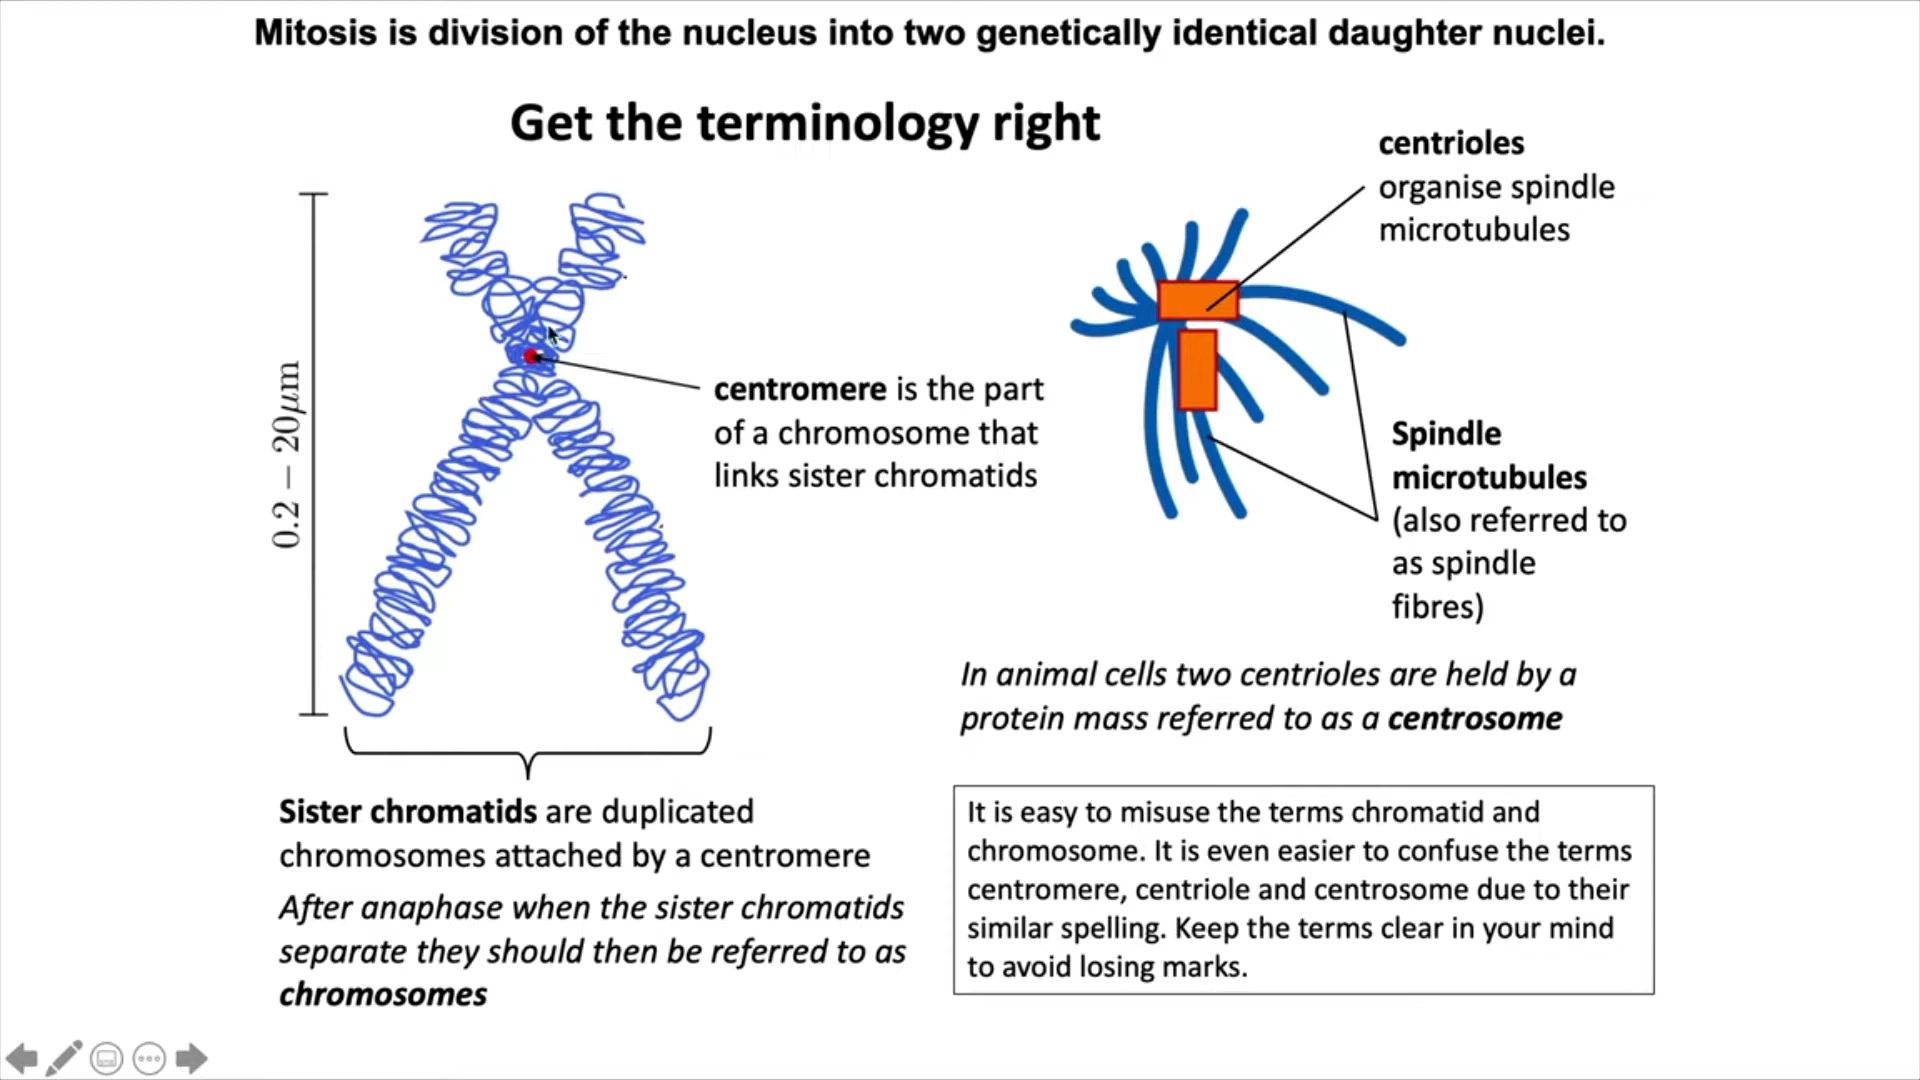 Mitosis is division of the nucleus into two genetically identical daughter nuclei.
Get the terminology right
0.2 – 20μm
centromere is the part
of a chromosome that
links sister chromatids
Sister chromatids are duplicated
chromosomes attached by a centromere
After anaphase when the sister chromatids
separate they should then be referred to as
chromosomes
centrioles
organise spindle
microtubules
Spindle
microtubules
(also referred to
as spindle
fibres)
In animal cells two centrioles are held by a
protein mass referred to as a centrosome
It is easy to misuse the terms chromatid and
chromosome. It is even easier to confuse the terms
centromere, centriole and centrosome due to their
similar spelling. Keep the terms clear in your mind
to avoid losing marks.